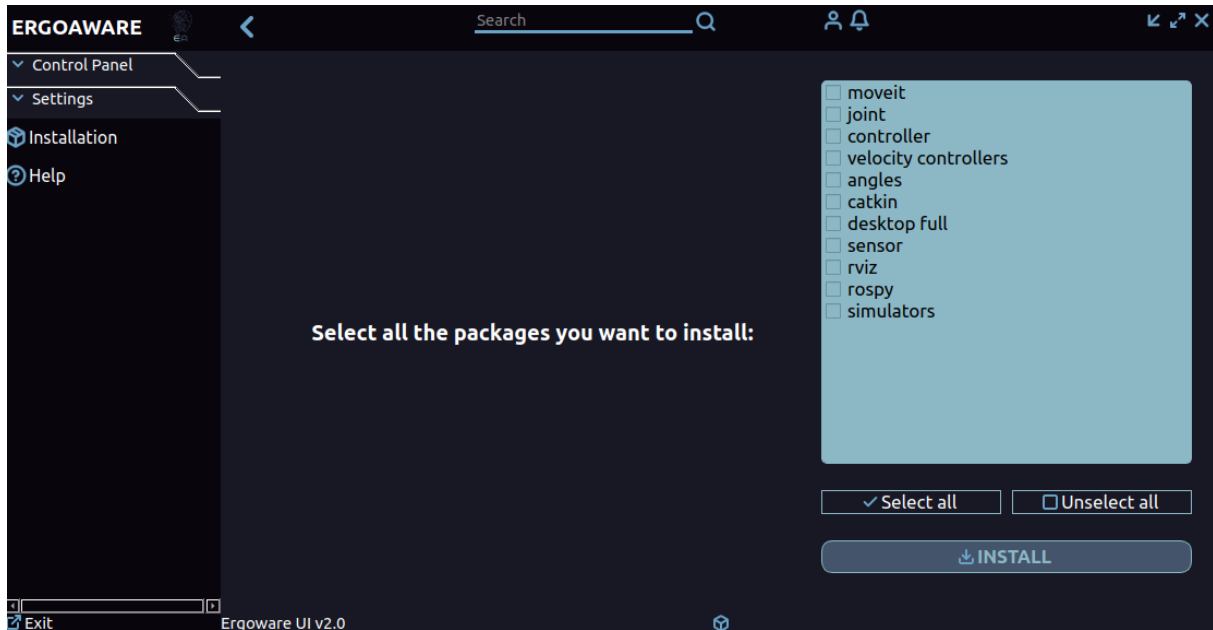 ERGOAWARE
EA
Search
Control Panel
Settings
Installation
Help
Select all the packages you want to install:
moveit
joint
controller
velocity controllers
angles
catkin
desktop full
sensor
rviz
rospy
simulators
Select all
Unselect all
INSTALL
Exit
Ergoware UI v2.0